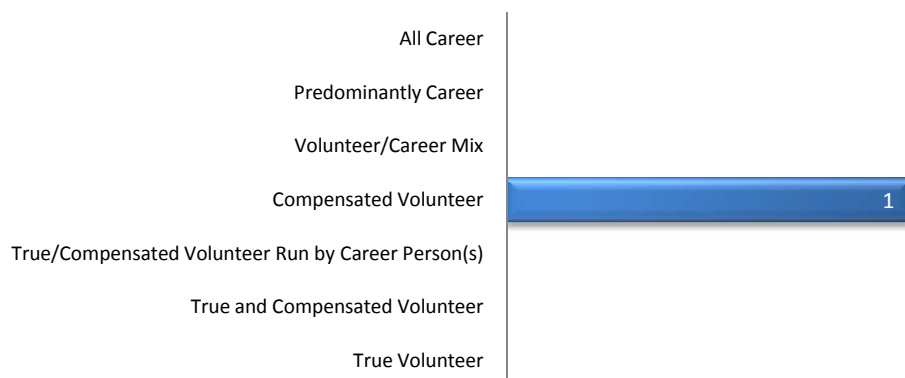 All Career
Predominantly Career
Volunteer/Career Mix
Compensated Volunteer 1
True/Compensated Volunteer Run by Career Person(s)
True and Compensated Volunteer
True Volunteer